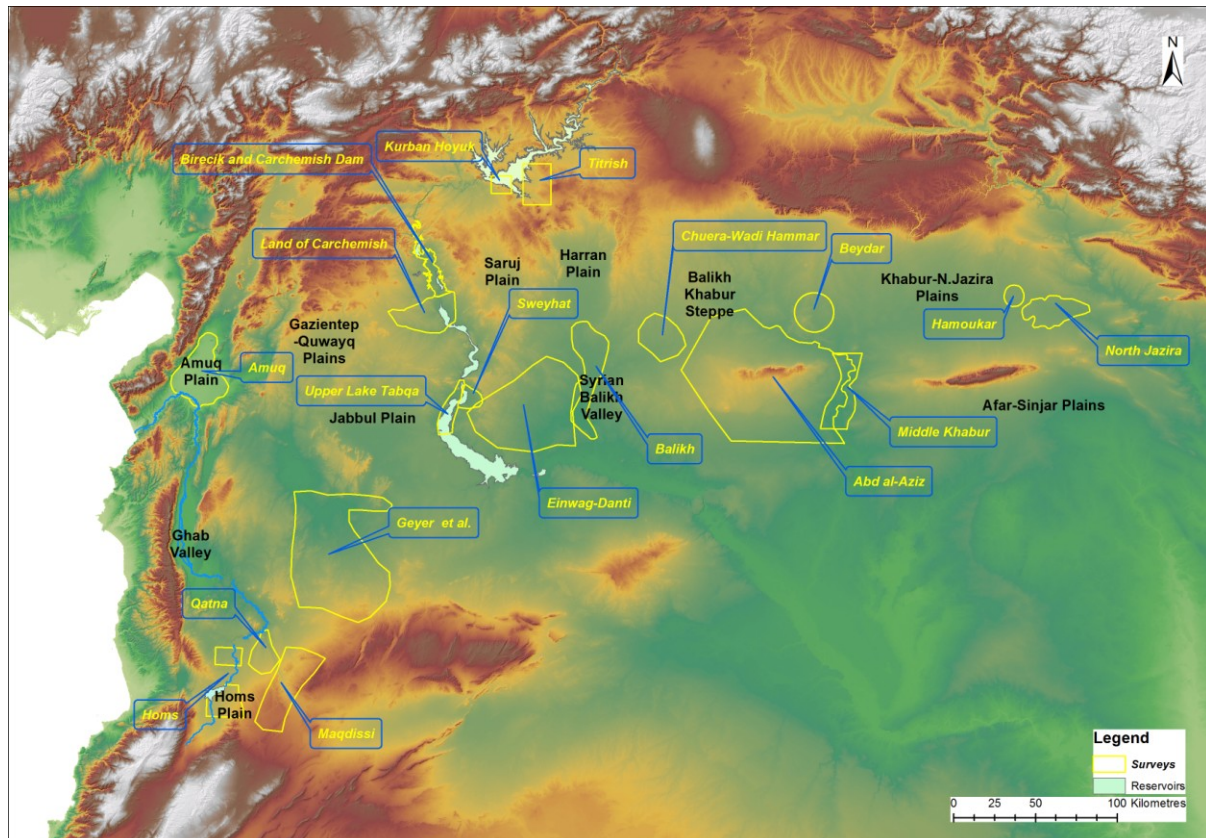 N
Kurban Hoyuk
Birecik and Carchemish Dam
Titrish
Land of Carchemish
Chuera-Wadi Hammar
Beydar
Saruj
Plain
Harran
Plain
Sweyhat
Balikh
Khabur
Steppe
Khabur-N.Jazira
Plains
Hamoukar
North Jazira
Gazientep
-Quwayq
Plains
Amuq
Plain
Amuq
Upper Lake Tabqa
Jabbul Plain
Syrian
Balikh
Valley
Afar-Sinjar Plains
Middle Khabur
Balikh
Abd al-Aziz
Einwag-Danti
Geyer et al.
Ghab
Valley
Qatna
Homs
Homs
Plain
Maqdissi
Legend
Surveys
Reservoirs
0 25 50 100 Kilometres